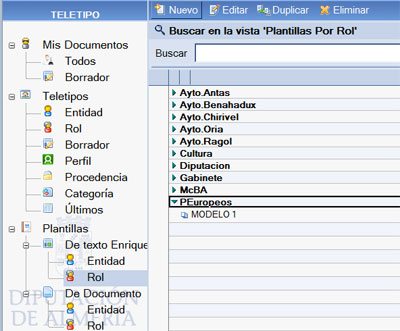 TELETIPO
Mis Documentos
Todos
Borrador
Teletipos
Entidad
Rol
Borrador
Perfil
Procedencia
Categoría
Últimos
Plantillas
De texto Enrique
Entidad
Rol
De Documento
Entidad
Rol
DIPUTACIÓN
DE ALMERÍA
Nuevo Editar Duplicar Eliminar
Buscar en la vista 'Plantillas Por Rol'
Buscar
Ayto.Antas
Ayto.Benahadux
Ayto.Chirivel
Ayto.Oria
Ayto.Ragol
Cultura
Diputacion
Gabinete
McBA
PEuropeos
MODELO 1